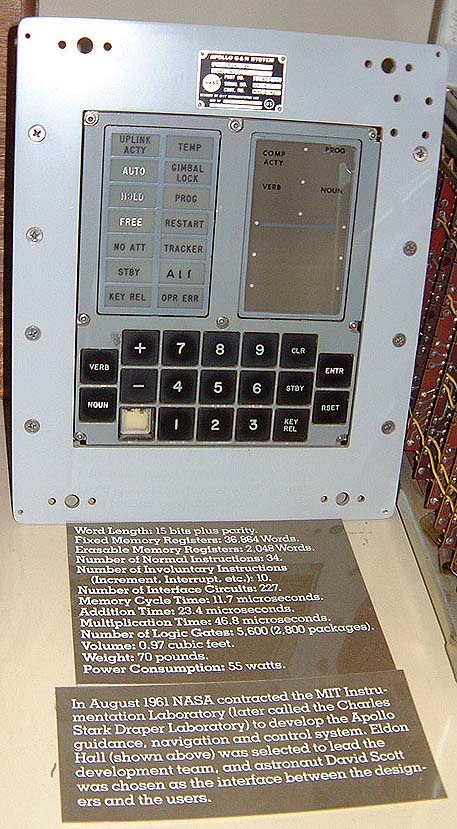 APOLLO G & N SYSTEM
UPLINK ACTY TEMP
AUTO GIMBAL LOCK
HOLD PROG
FREE RESTART
NO ATT TRACKER
STBY Alt
KEY REL OPR ERR
COMP ACTY PROG
VERB NOUN
VERB + 7 8 9 CLR ENTR
NOUN − 4 5 6 STBY RSET
1 2 3 KEY REL
Word Length: 15 bits plus parity.
Fixed Memory Registers: 36,864 Words.
Erasable Memory Registers: 2,048 Words.
Number of Normal Instructions: 34.
Number of Involuntary Instructions
(Increment, Interrupt, etc.): 10.
Number of Interface Circuits: 227.
Memory Cycle Time: 11.7 microseconds.
Addition Time: 23.4 microseconds.
Multiplication Time: 46.8 microseconds.
Number of Logic Gates: 5,600 (2,800 packages).
Volume: 0.97 cubic feet.
Weight: 70 pounds.
Power Consumption: 55 watts.
In August 1961 NASA contracted the MIT Instru-
mentation Laboratory (later called the Charles
Stark Draper Laboratory) to develop the Apollo
guidance, navigation and control system. Eldon
Hall (shown above) was selected to lead the
development team, and astronaut David Scott
was chosen as the interface between the design-
ers and the users.